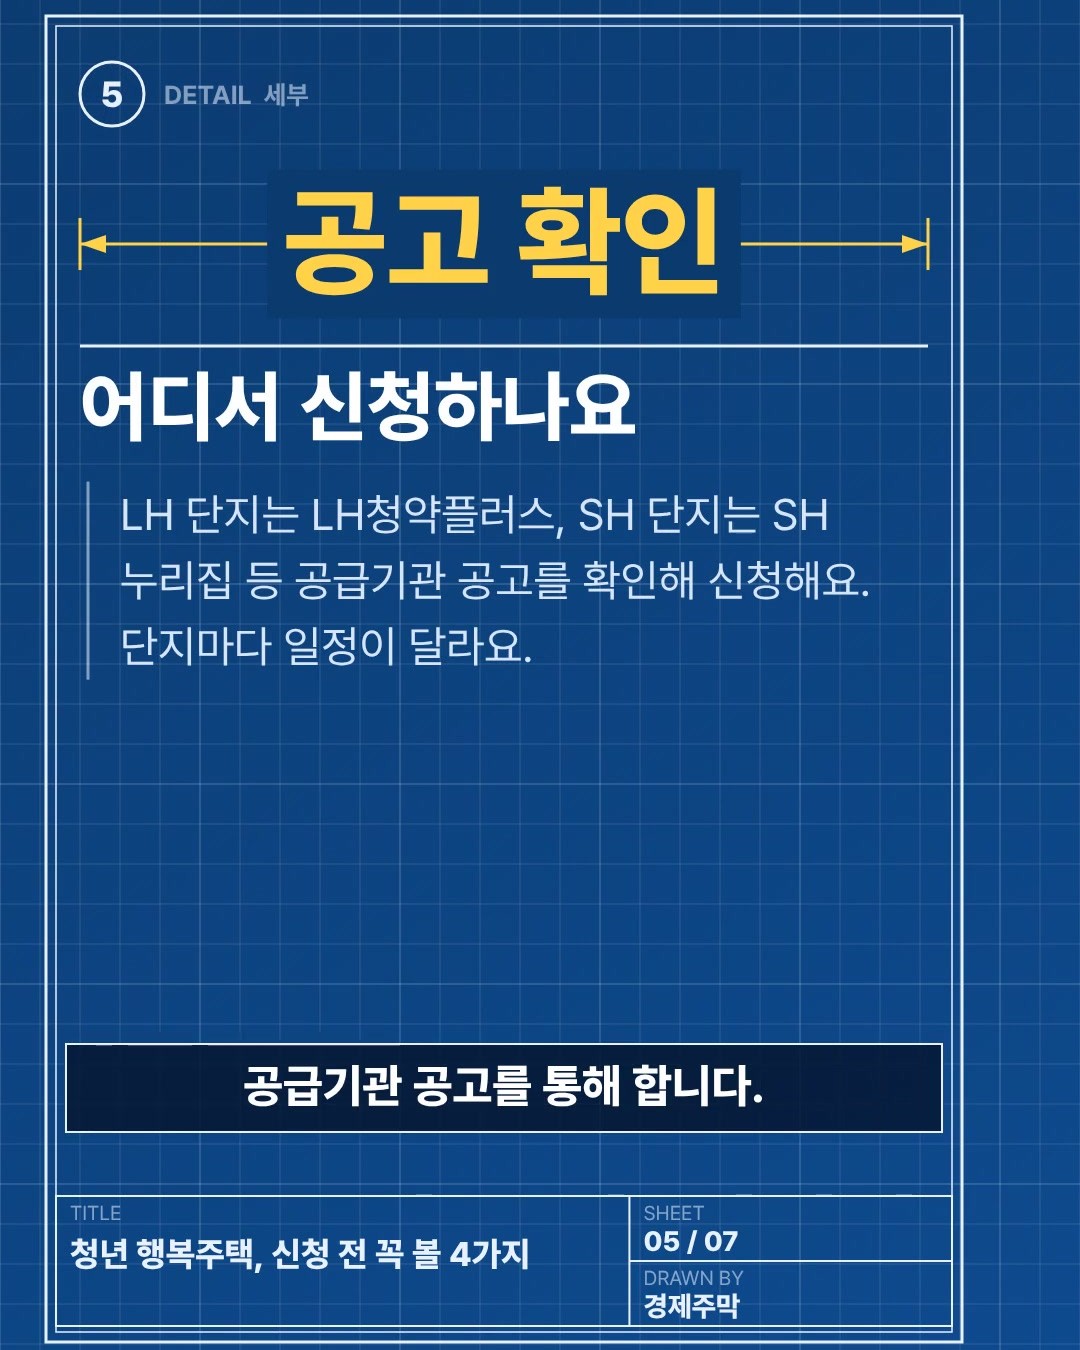 5 DETAIL 세부
공고 확인
어디서 신청하나요
LH 단지는 LH청약플러스, SH 단지는 SH
누리집 등 공급기관 공고를 확인해 신청해요.
단지마다 일정이 달라요.
공급기관 공고를 통해 합니다.
TITLE
청년 행복주택, 신청 전 꼭 볼 4가지
SHEET
05 / 07
DRAWN BY
경제주막